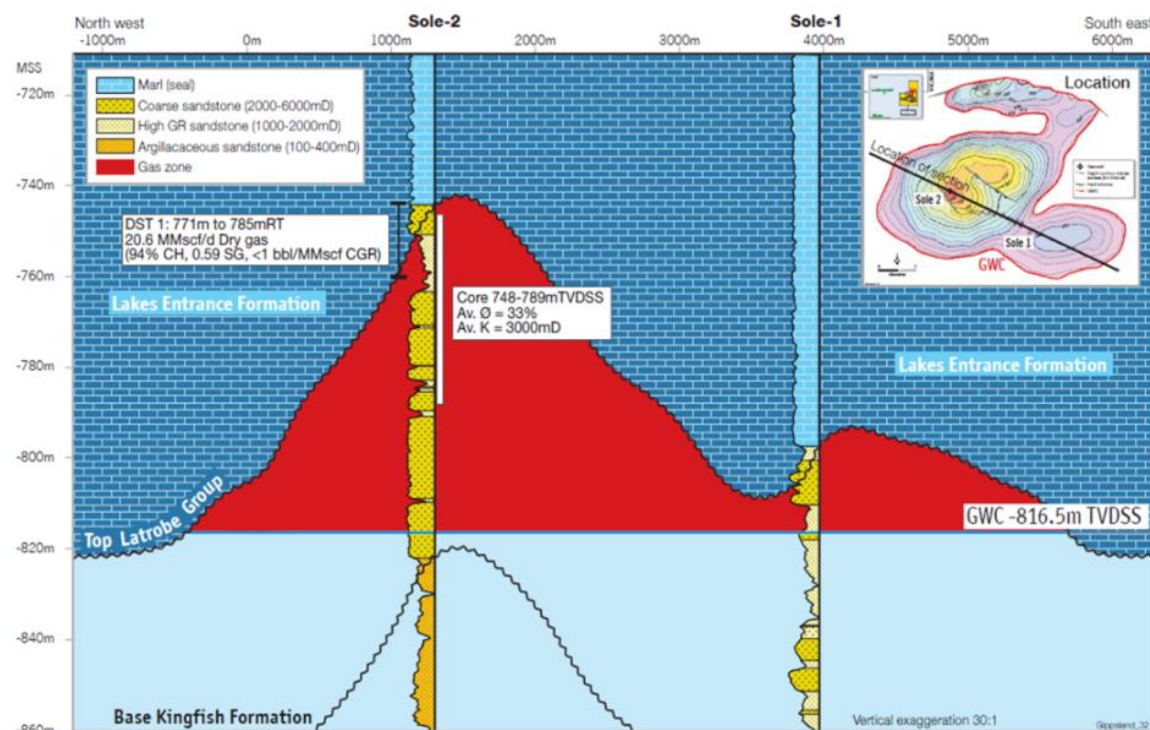 North west
Sole-2
Sole-1
South east
-1000m 0m 1000m 2000m 3000m 4000m 5000m 6000m
MSS
-720m
-740m
-760m
-780m
-800m
-820m
-840m
-860m
Marl (seal)
Coarse sandstone (2000-6000mD)
High GR sandstone (1000-2000mD)
Argillacaceous sandstone (100-400mD)
Gas zone
DST 1: 771m to 785mRT
20.6 MMscf/d Dry gas
(94% CH, 0.59 SG, <1 bbl/MMscf CGR)
Lakes Entrance Formation
Core 748-789mTVDSS
Av. Ø = 33%
Av. K = 3000mD
Location
Location of section
Sole 2
Sole 1
GWC
Lakes Entrance Formation
Top Latrobe Group
GWC -816.5m TVDSS
Base Kingfish Formation
Vertical exaggeration 30:1
Gippsland_32